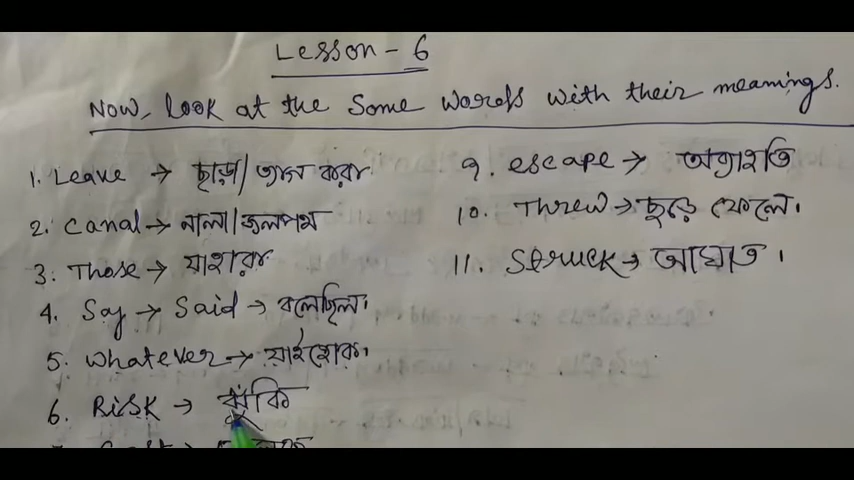 Lesson - 6
Now, look at the some words with their meanings.
1. Leave → ছাড়া/ত্যাগ করা
2. Canal → নালা/জলপথ
3. Those → যাহারা
4. Say → Said → বলেছিল।
5. Whatever → যাইহোক।
6. Risk → ঝুঁকি
9. escape → অব্যাহতি
10. Threw → ছুড়ে ফেলে।
11. Struck → আঘাত।